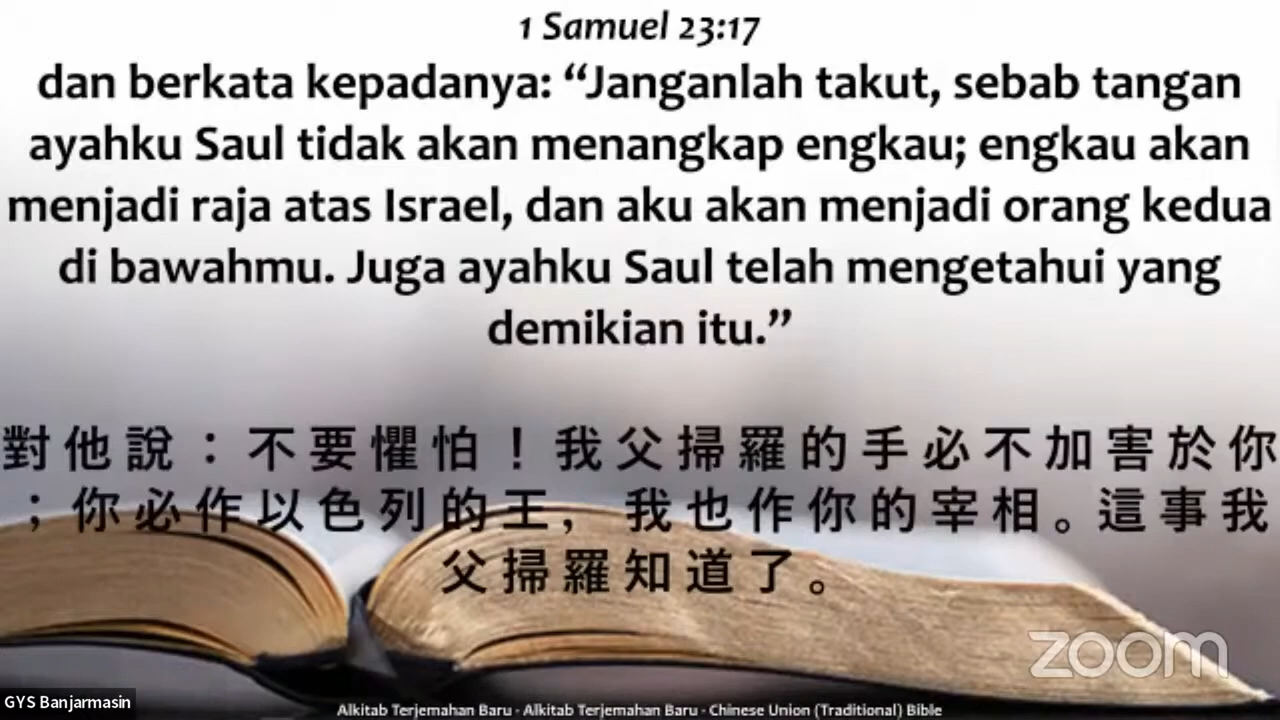 1 Samuel 23:17
dan berkata kepadanya: “Janganlah takut, sebab tangan
ayahku Saul tidak akan menangkap engkau; engkau akan
menjadi raja atas Israel, dan aku akan menjadi orang kedua
di bawahmu. Juga ayahku Saul telah mengetahui yang
demikian itu.”
對他說：不要懼怕！我父掃羅的手必不加害於你
；你必作以色列的王，我也作你的宰相。這事我
父掃羅知道了。
zoom
GYS Banjarmasin
Alkitab Terjemahan Baru - Alkitab Terjemahan Baru - Chinese Union (Traditional) Bible